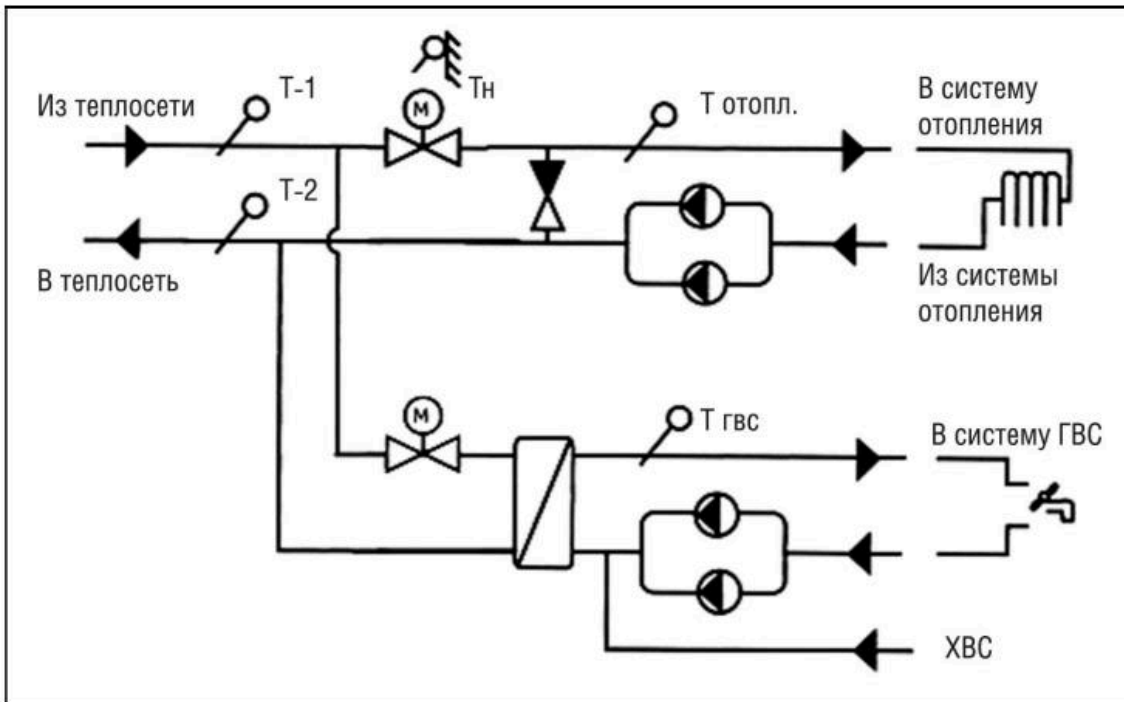 Из теплосети
Т-1
М
Тн
Т отопл.
В систему
отопления
Т-2
В теплосеть
Из системы
отопления
М
Т гвс
В систему ГВС
ХВС